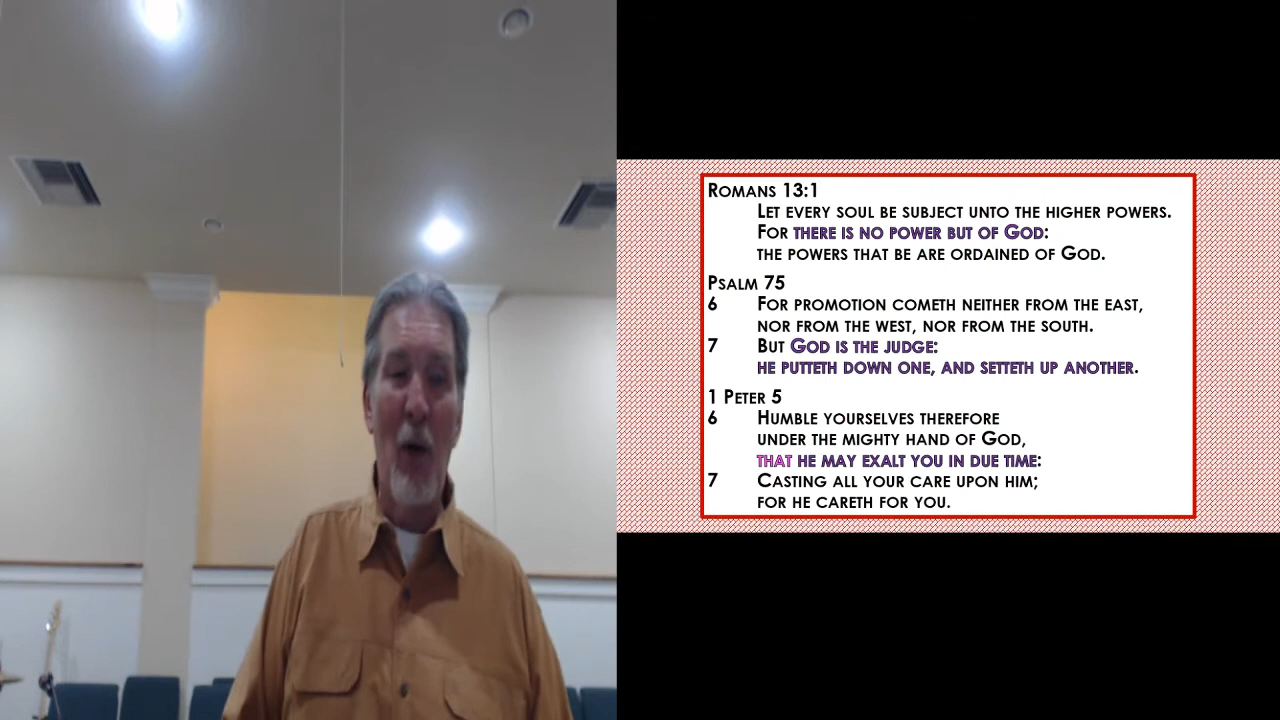 Romans 13:1
Let every soul be subject unto the higher powers.
For there is no power but of God:
the powers that be are ordained of God.
Psalm 75
6 For promotion cometh neither from the east,
nor from the west, nor from the south.
7 But God is the judge:
he putteth down one, and setteth up another.
1 Peter 5
6 Humble yourselves therefore
under the mighty hand of God,
that he may exalt you in due time:
7 Casting all your care upon him;
for he careth for you.